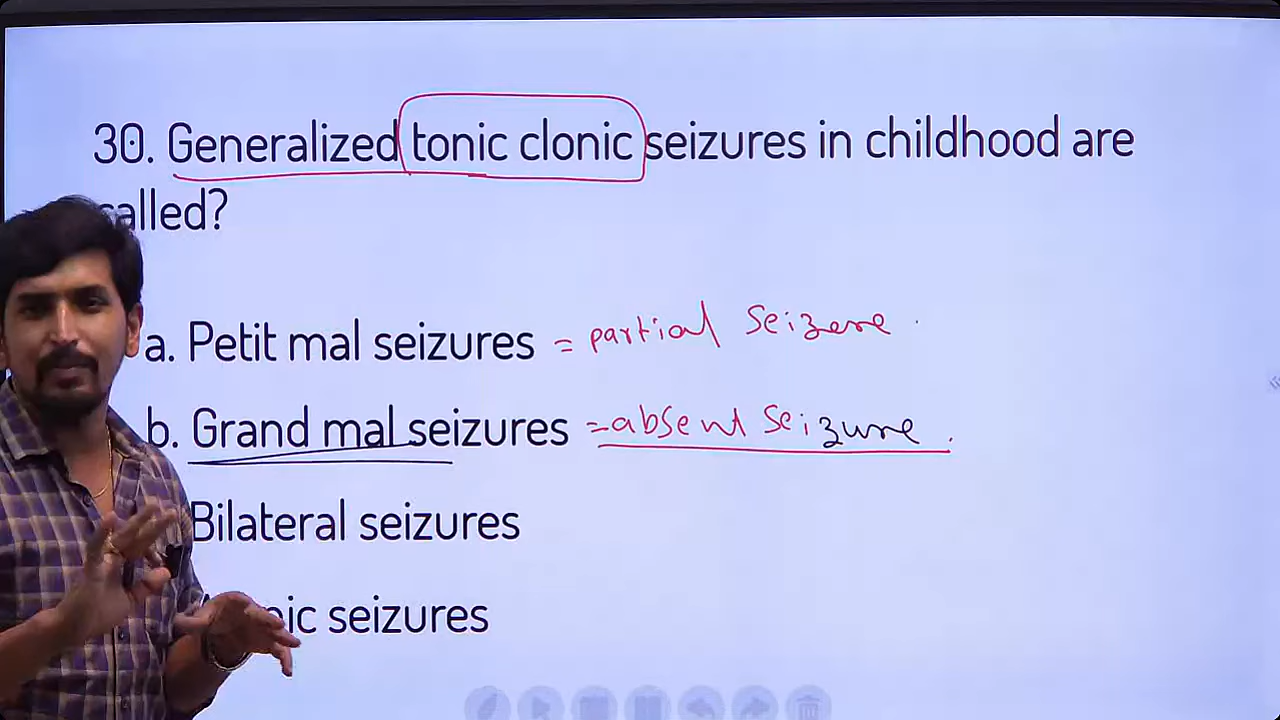 30. Generalized tonic clonic seizures in childhood are
called?
a. Petit mal seizures = partial seizure
b. Grand mal seizures = absent seizure
Bilateral seizures
seizures